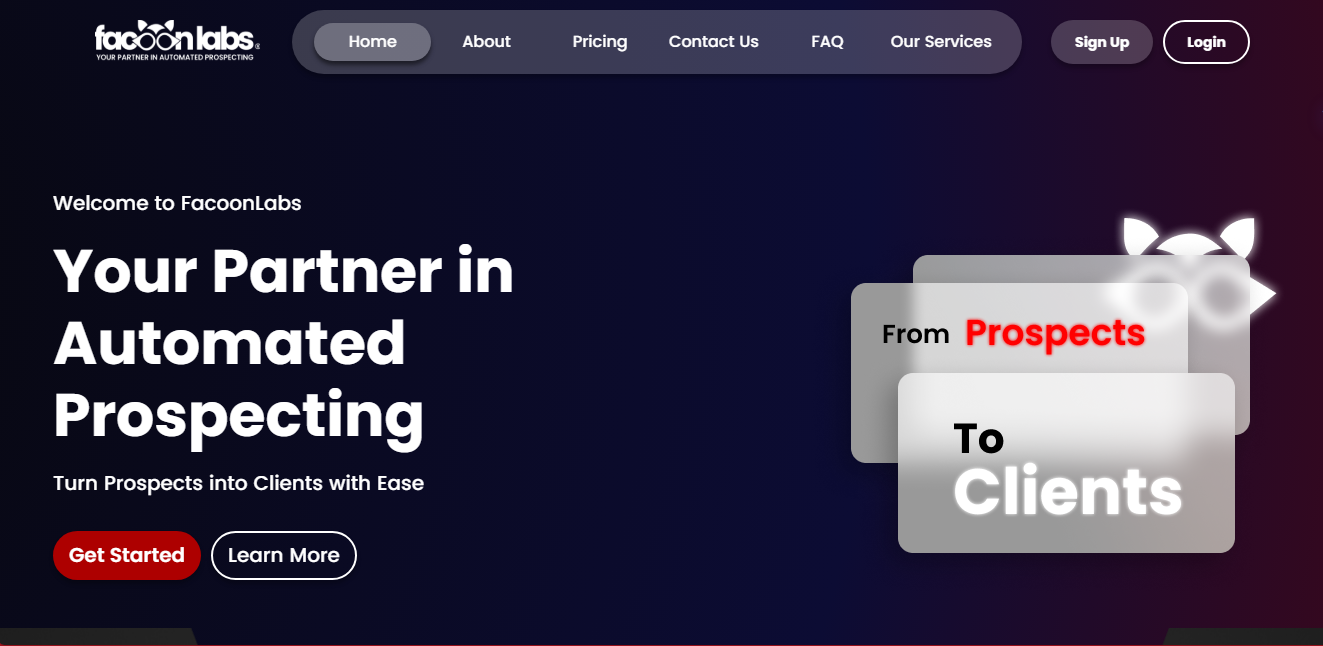 facoon labs
YOUR PARTNER IN AUTOMATED PROSPECTING
Home About Pricing Contact Us FAQ Our Services Sign Up Login
Welcome to FacoonLabs
Your Partner in
Automated
Prospecting
Turn Prospects into Clients with Ease
Get Started Learn More
From Prospects
To
Clients